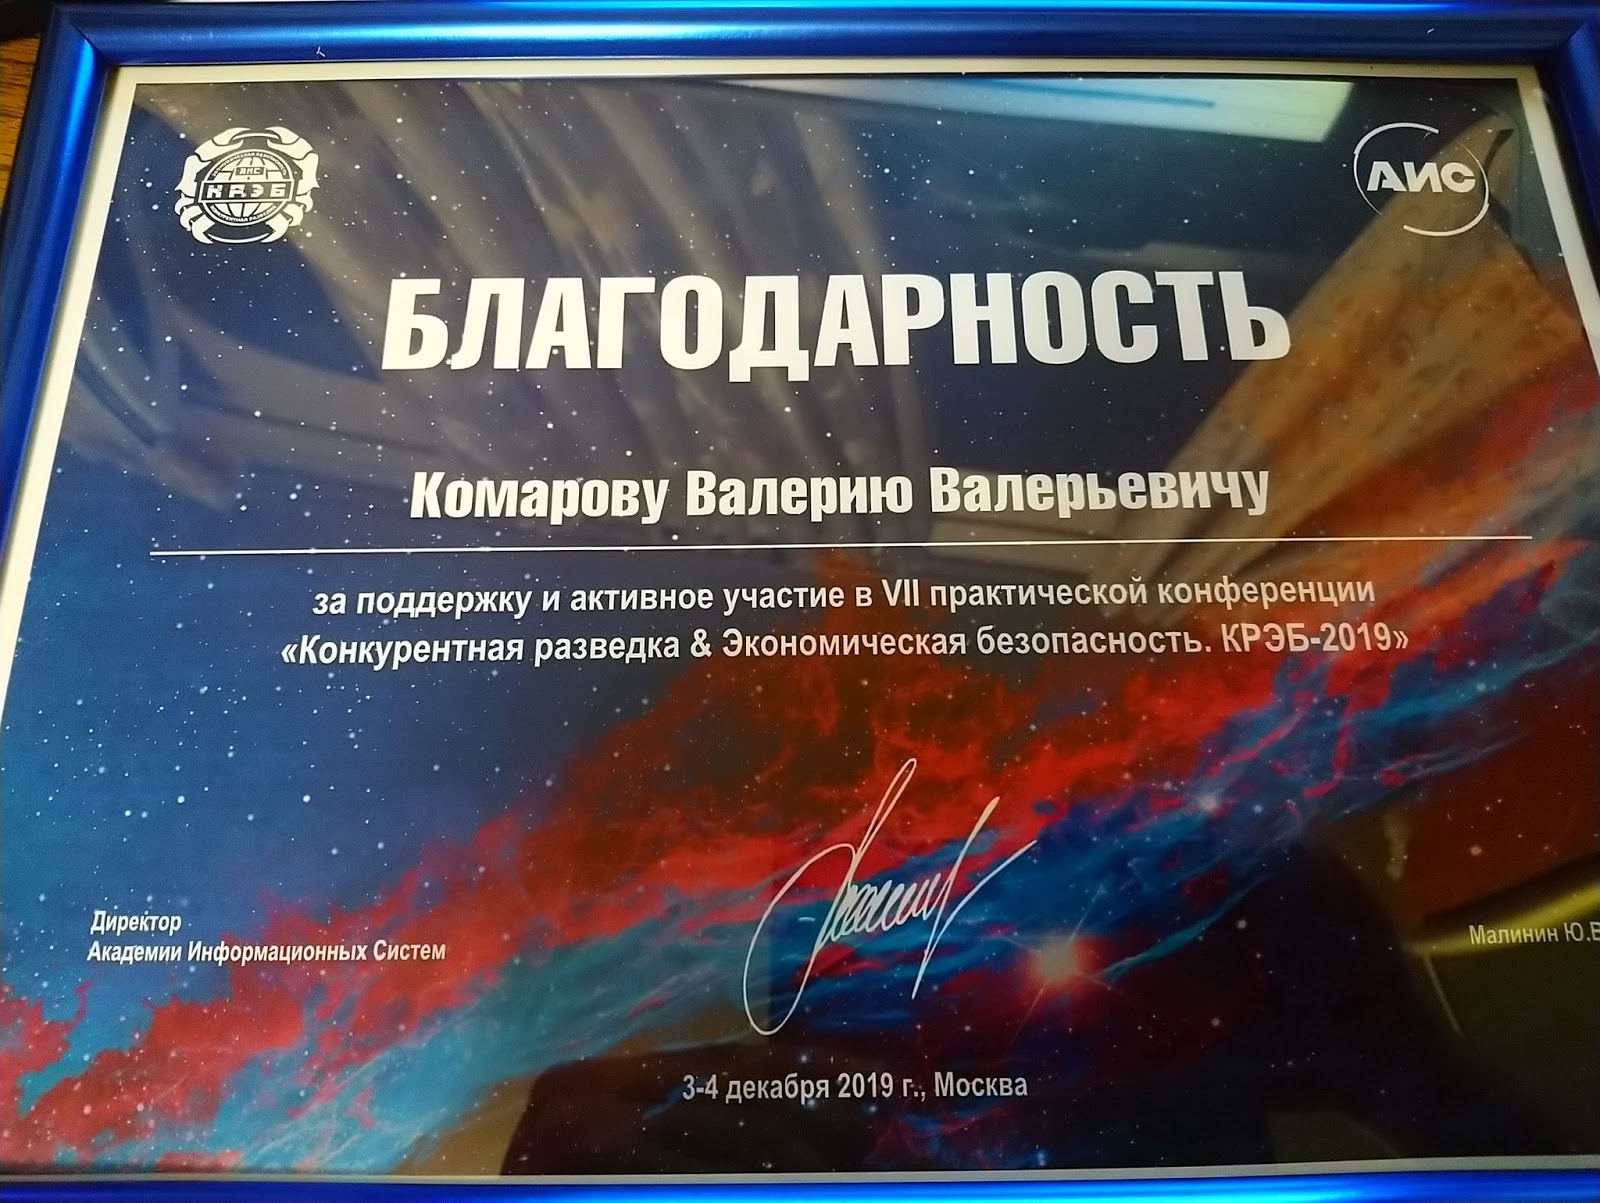 КРЭБ
АИС
БЛАГОДАРНОСТЬ
Комарову Валерию Валерьевичу
за поддержку и активное участие в VII практической конференции
«Конкурентная разведка & Экономическая безопасность. КРЭБ-2019»
Директор
Академии Информационных Систем
Малинин Ю.В
3-4 декабря 2019 г., Москва